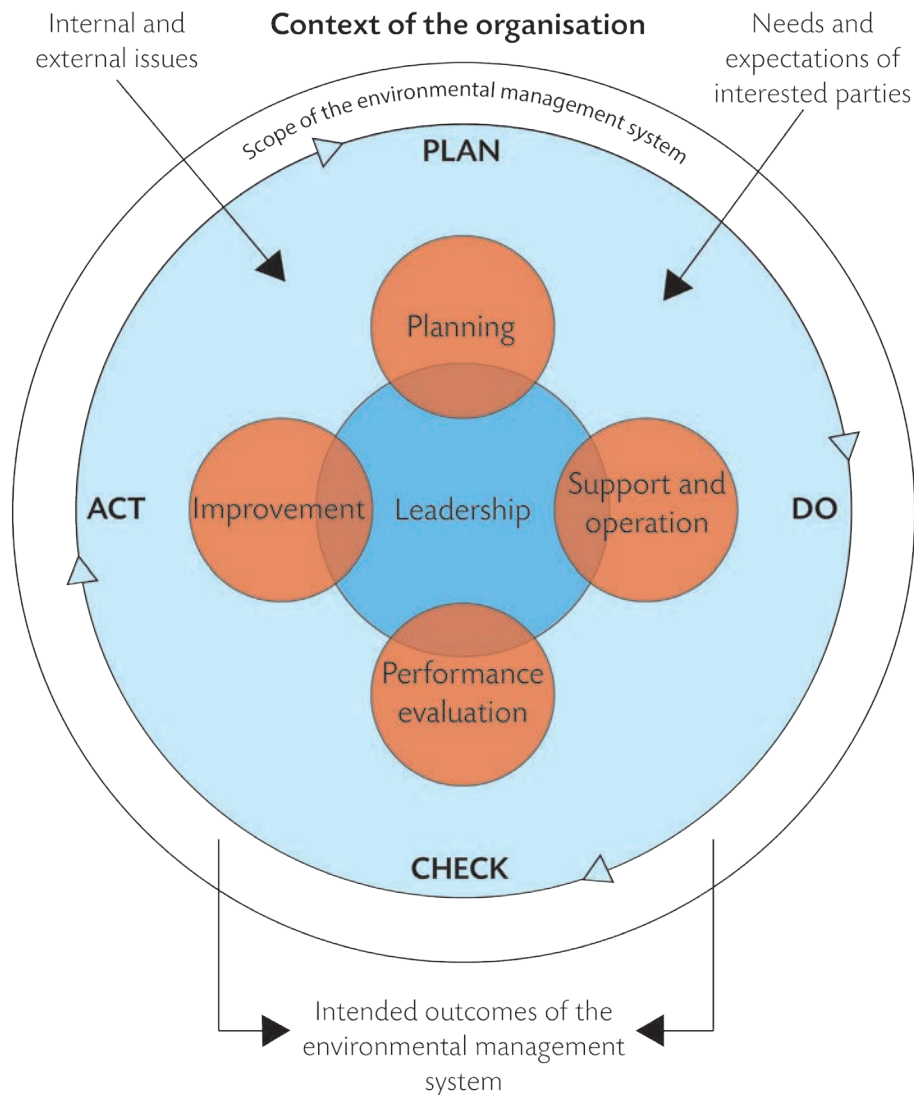 Internal and
external issues
Context of the organisation
Needs and
expectations of
interested parties
Scope of the environmental management system
PLAN
Planning
ACT
Improvement
Leadership
Support and
operation
DO
Performance
evaluation
CHECK
Intended outcomes of the
environmental management
system